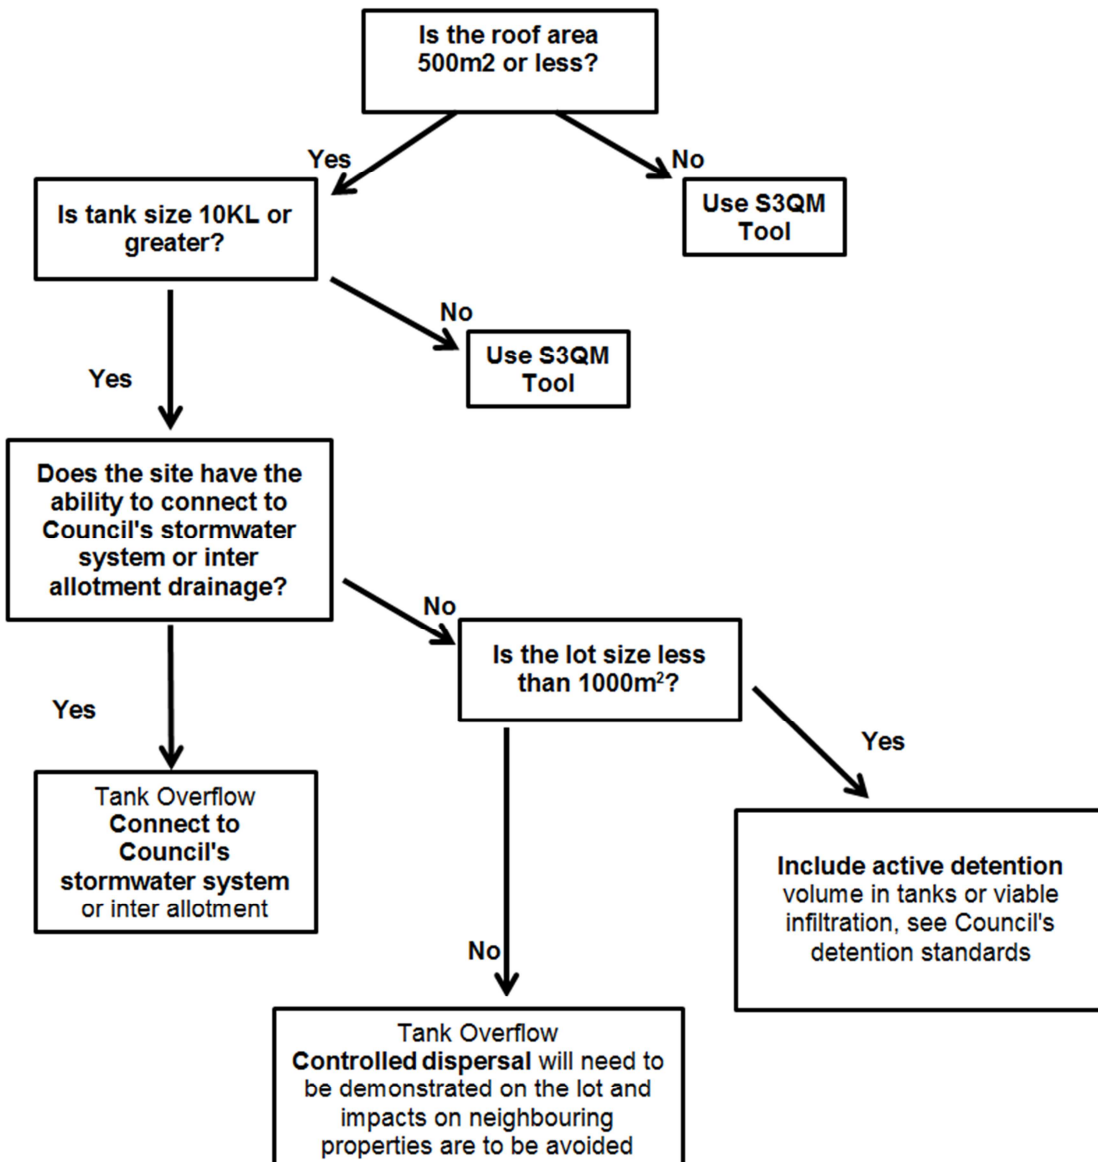 Is the roof area
500m2 or less?
Yes
No
Is tank size 10KL or
greater?
Use S3QM
Tool
No
Use S3QM
Tool
Yes
Does the site have the
ability to connect to
Council's stormwater
system or inter
allotment drainage?
No
Is the lot size less
than 1000m²?
Yes
Yes
Tank Overflow
Connect to
Council's
stormwater system
or inter allotment
Include active detention
volume in tanks or viable
infiltration, see Council's
detention standards
No
Tank Overflow
Controlled dispersal will need to
be demonstrated on the lot and
impacts on neighbouring
properties are to be avoided